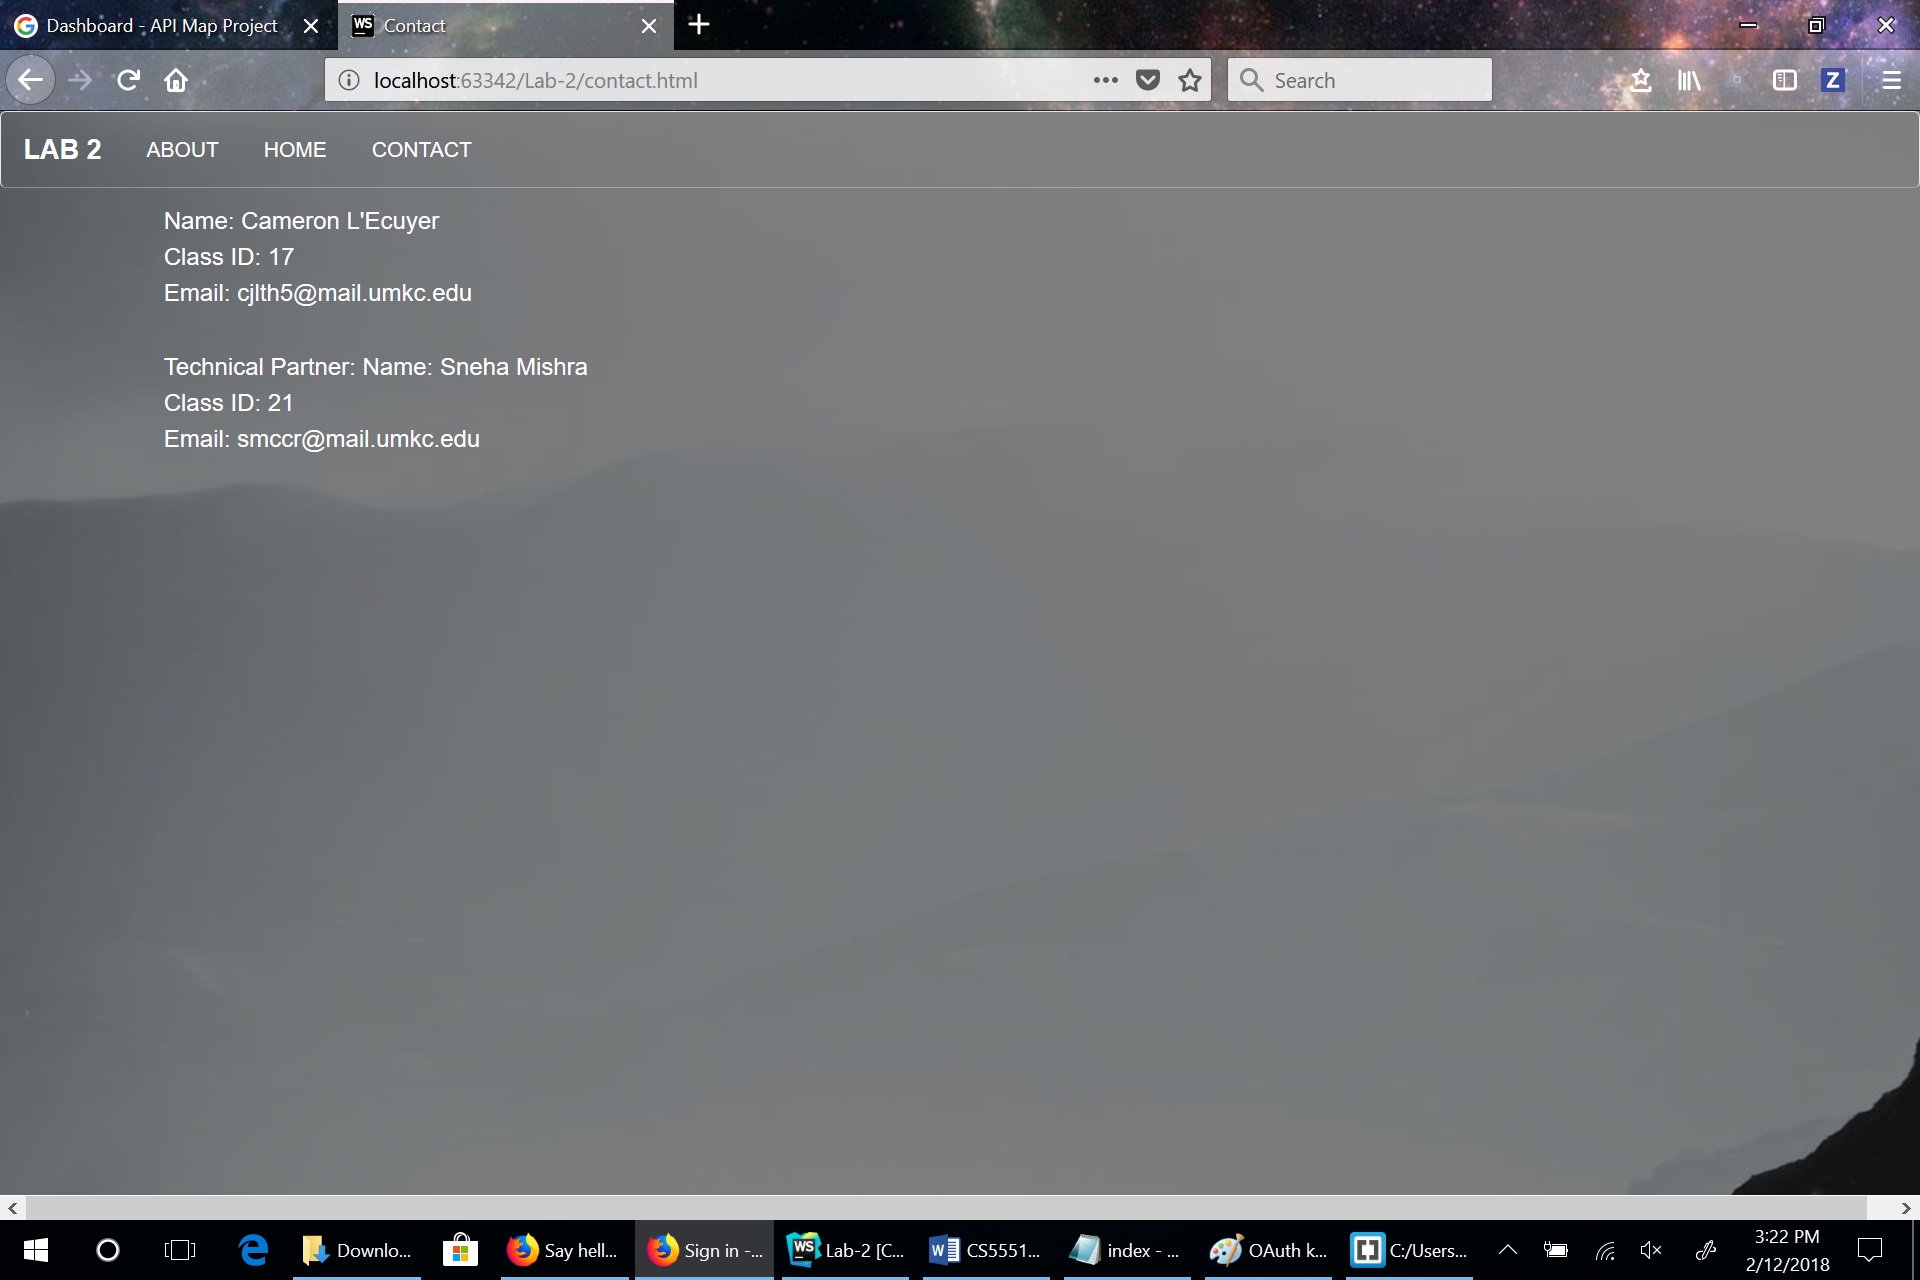 Dashboard - API Map Project
WS Contact
localhost:63342/Lab-2/contact.html
Search
Z
LAB 2 ABOUT HOME CONTACT
Name: Cameron L'Ecuyer
Class ID: 17
Email: cjlth5@mail.umkc.edu
Technical Partner: Name: Sneha Mishra
Class ID: 21
Email: smccr@mail.umkc.edu
Downlo... Say hell... Sign in -... WS Lab-2 [C... W CS5551... index - ... OAuth k... C:/Users...
3:22 PM
2/12/2018